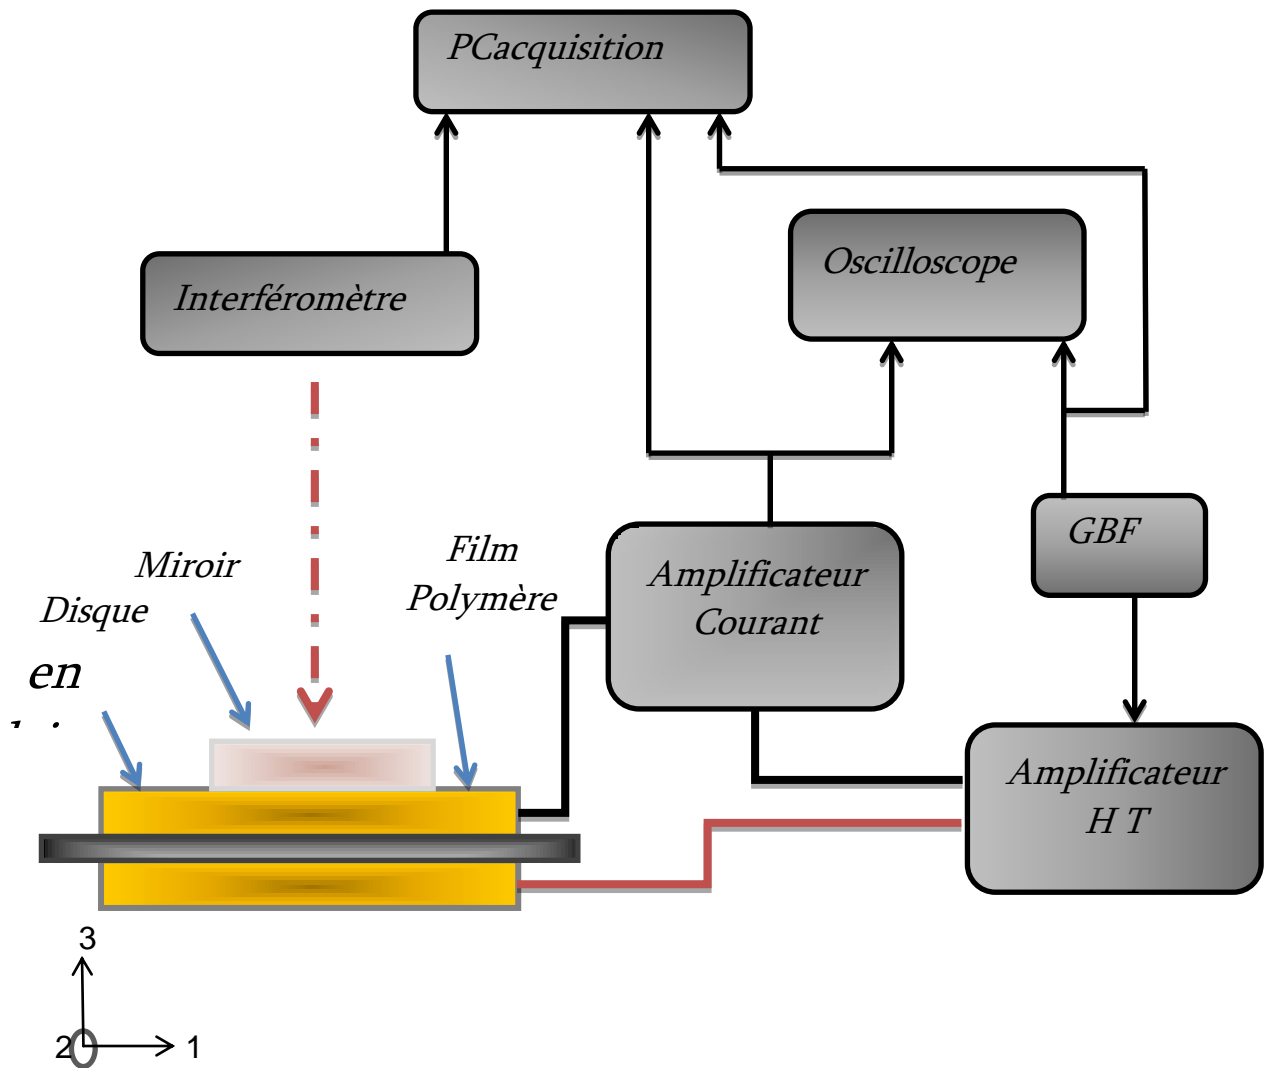 PCacquisition
Oscilloscope
Interféromètre
GBF
Film
Polymère
Miroir
Disque
en
Amplificateur
Courant
Amplificateur
H T
3
2
1